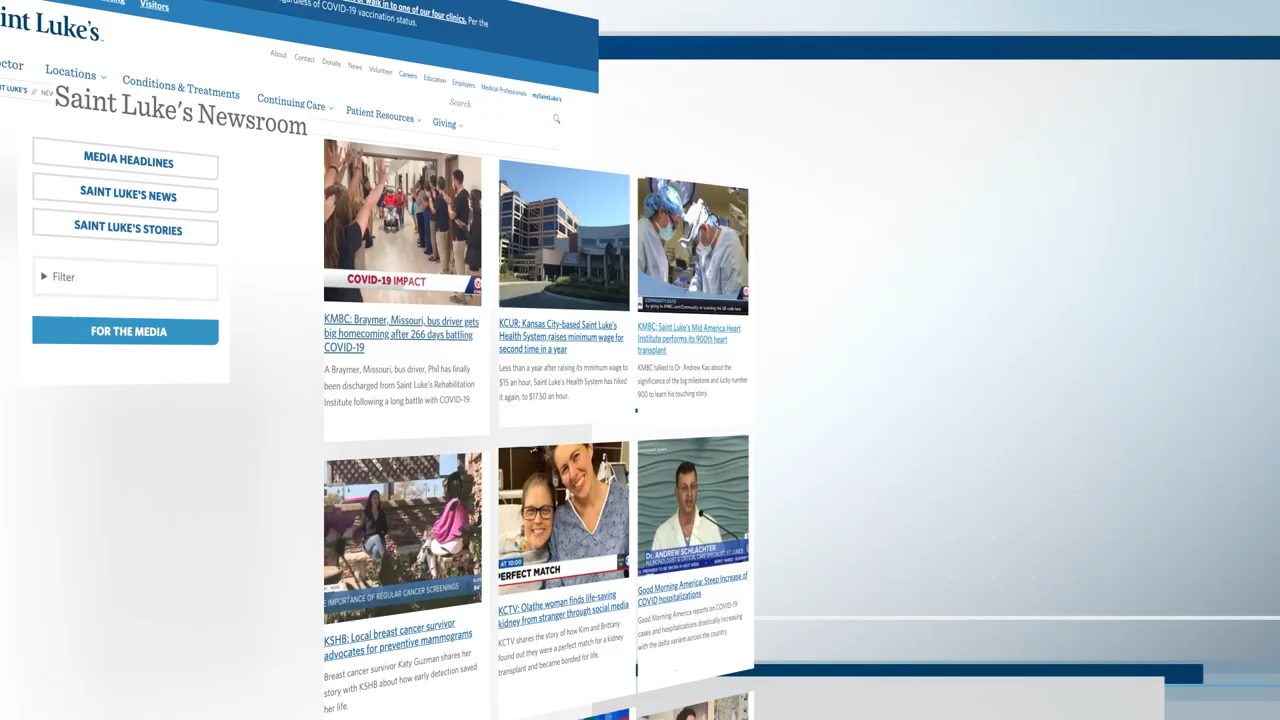 Visitors
regardless of COVID-19 vaccination status.
or walk in to one of our four clinics. Per the
int Luke's
About
Contact
Donate
News
Volunteer
Careers
Education
Employers
Medical Professionals
mySaintLuke's
ctor
Locations
Conditions & Treatments
Continuing Care
Patient Resources
Giving
Search
NT LUKE'S // NEW
Saint Luke's Newsroom
MEDIA HEADLINES
SAINT LUKE'S NEWS
SAINT LUKE'S STORIES
Filter
FOR THE MEDIA
COVID-19 IMPACT
KMBC: Braymer, Missouri, bus driver gets
big homecoming after 266 days battling
COVID-19
A Braymer, Missouri, bus driver, Phil has finally
been discharged from Saint Luke's Rehabilitation
Institute following a long battle with COVID-19.
KCUR: Kansas City-based Saint Luke's
Health System raises minimum wage for
second time in a year
Less than a year after raising its minimum wage to
$15 an hour, Saint Luke's Health System has hiked
it again, to $17.50 an hour.
COMMUNITY DAYS
KMBC: Saint Luke's Mid America Heart
Institute performs its 900th heart
transplant
KMBC talked to Dr. Andrew Kao about the
significance of the big milestone and lucky number
900 to learn his touching story.
E IMPORTANCE OF REGULAR CANCER SCREENINGS
KSHB: Local breast cancer survivor
advocates for preventive mammograms
Breast cancer survivor Katy Guzman shares her
story with KSHB about how early detection saved
her life.
AT 10:00
PERFECT MATCH
KCTV: Olathe woman finds life-saving
kidney from stranger through social media
KCTV shares the story of how Kim and Brittany
found out they were a perfect match for a kidney
transplant and became bonded for life.
Dr. ANDREW SCHLACHTER
PULMONOLOGIST & CRITICAL CARE SPECIALIST ST. LUKES
Good Morning America: Steep Increase of
COVID hospitalizations
Good Morning America reports on COVID-19
cases and hospitalizations drastically increasing
with the delta variant across the country.